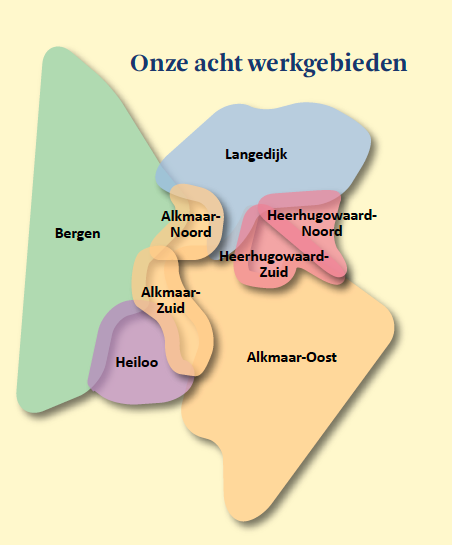 Onze acht werkgebieden
Langedijk
Alkmaar-
Noord
Heerhugowaard-
Noord
Bergen
Heerhugowaard-
Zuid
Alkmaar-
Zuid
Heiloo
Alkmaar-Oost